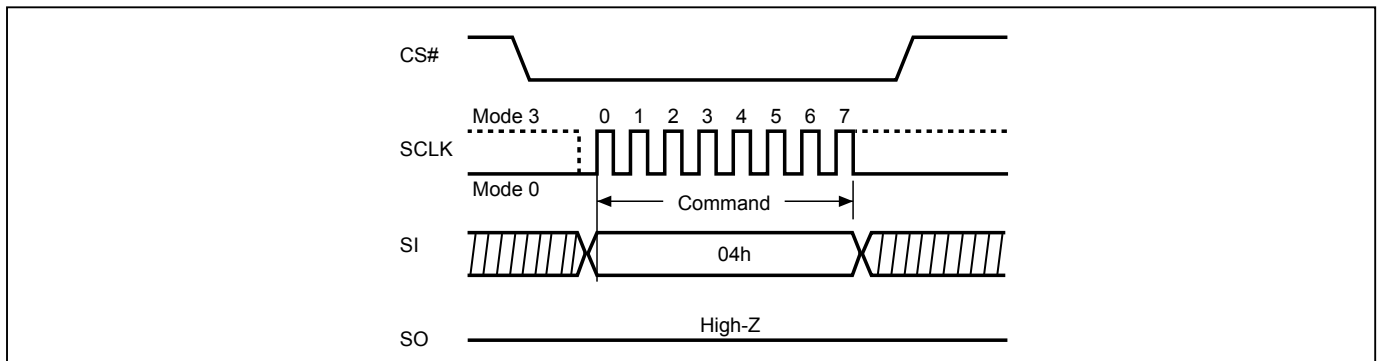 CS#
Mode 3
0 1 2 3 4 5 6 7
SCLK
Mode 0
Command
SI
04h
High-Z
SO